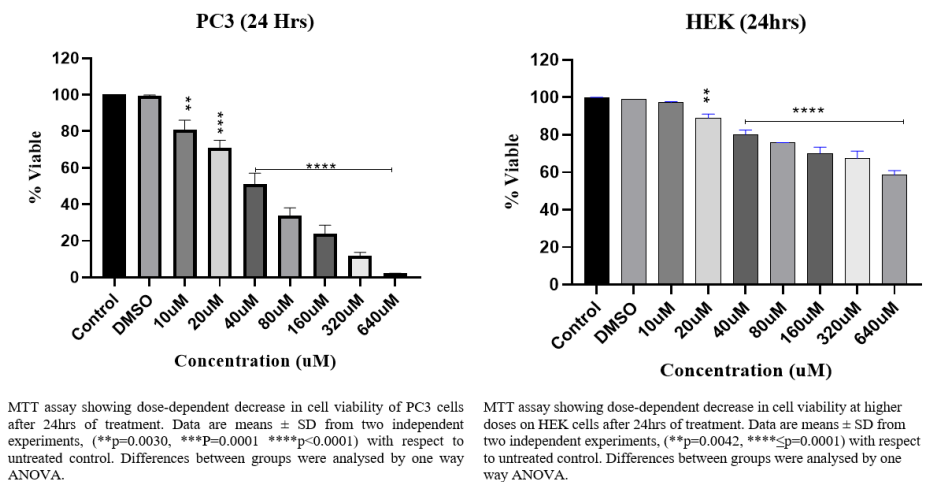 PC3 (24 Hrs)
120
100
80
60
40
20
0
% Viable
**
***
****
Control
DMSO
10uM
20uM
40uM
80uM
160uM
320uM
640uM
Concentration (uM)
MTT assay showing dose-dependent decrease in cell viability of PC3 cells
after 24hrs of treatment. Data are means ± SD from two independent
experiments, (**p=0.0030, ***P=0.0001 ****p<0.0001) with respect to
untreated control. Differences between groups were analysed by one way
ANOVA.
HEK (24hrs)
120
100
80
60
40
20
0
% Viable
**
****
Control
DMSO
10uM
20uM
40uM
80uM
160uM
320uM
640uM
Concentration (uM)
MTT assay showing dose-dependent decrease in cell viability at higher
doses on HEK cells after 24hrs of treatment. Data are means ± SD from
two independent experiments, (**p=0.0042, ****≤p=0.0001) with respect
to untreated control. Differences between groups were analysed by one
way ANOVA.